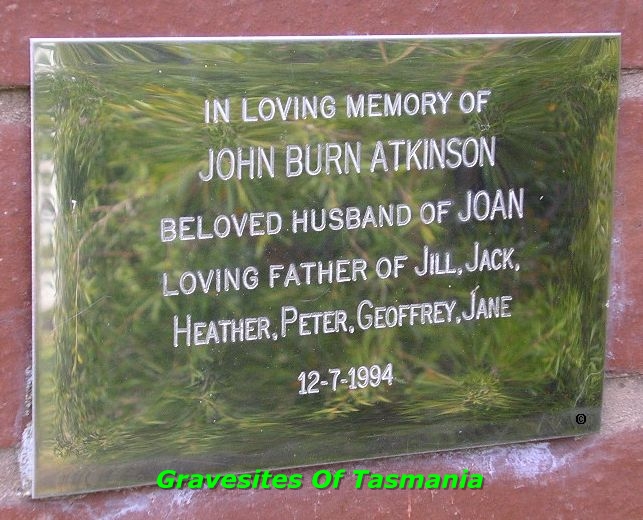 IN LOVING MEMORY OF
JOHN BURN ATKINSON
BELOVED HUSBAND OF JOAN
LOVING FATHER OF JILL, JACK,
HEATHER, PETER, GEOFFREY, JANE
12-7-1994
©
Gravesites Of Tasmania